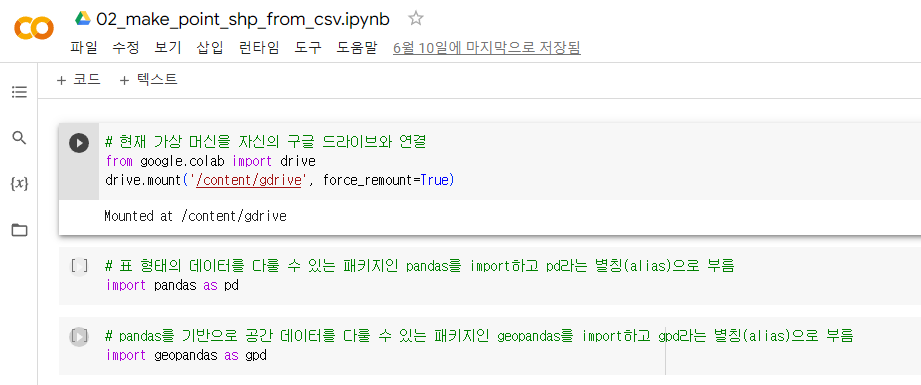 02_make_point_shp_from_csv.ipynb
파일 수정 보기 삽입 런타임 도구 도움말 6월 10일에 마지막으로 저장됨
+ 코드 + 텍스트
# 현재 가상 머신을 자신의 구글 드라이브와 연결
from google.colab import drive
drive.mount('/content/gdrive', force_remount=True)
Mounted at /content/gdrive
{x}
[ ] # 표 형태의 데이터를 다룰 수 있는 패키지인 pandas를 import하고 pd라는 별칭(alias)으로 부름
import pandas as pd
[ ] # pandas를 기반으로 공간 데이터를 다룰 수 있는 패키지인 geopandas를 import하고 gpd라는 별칭(alias)으로 부름
import geopandas as gpd